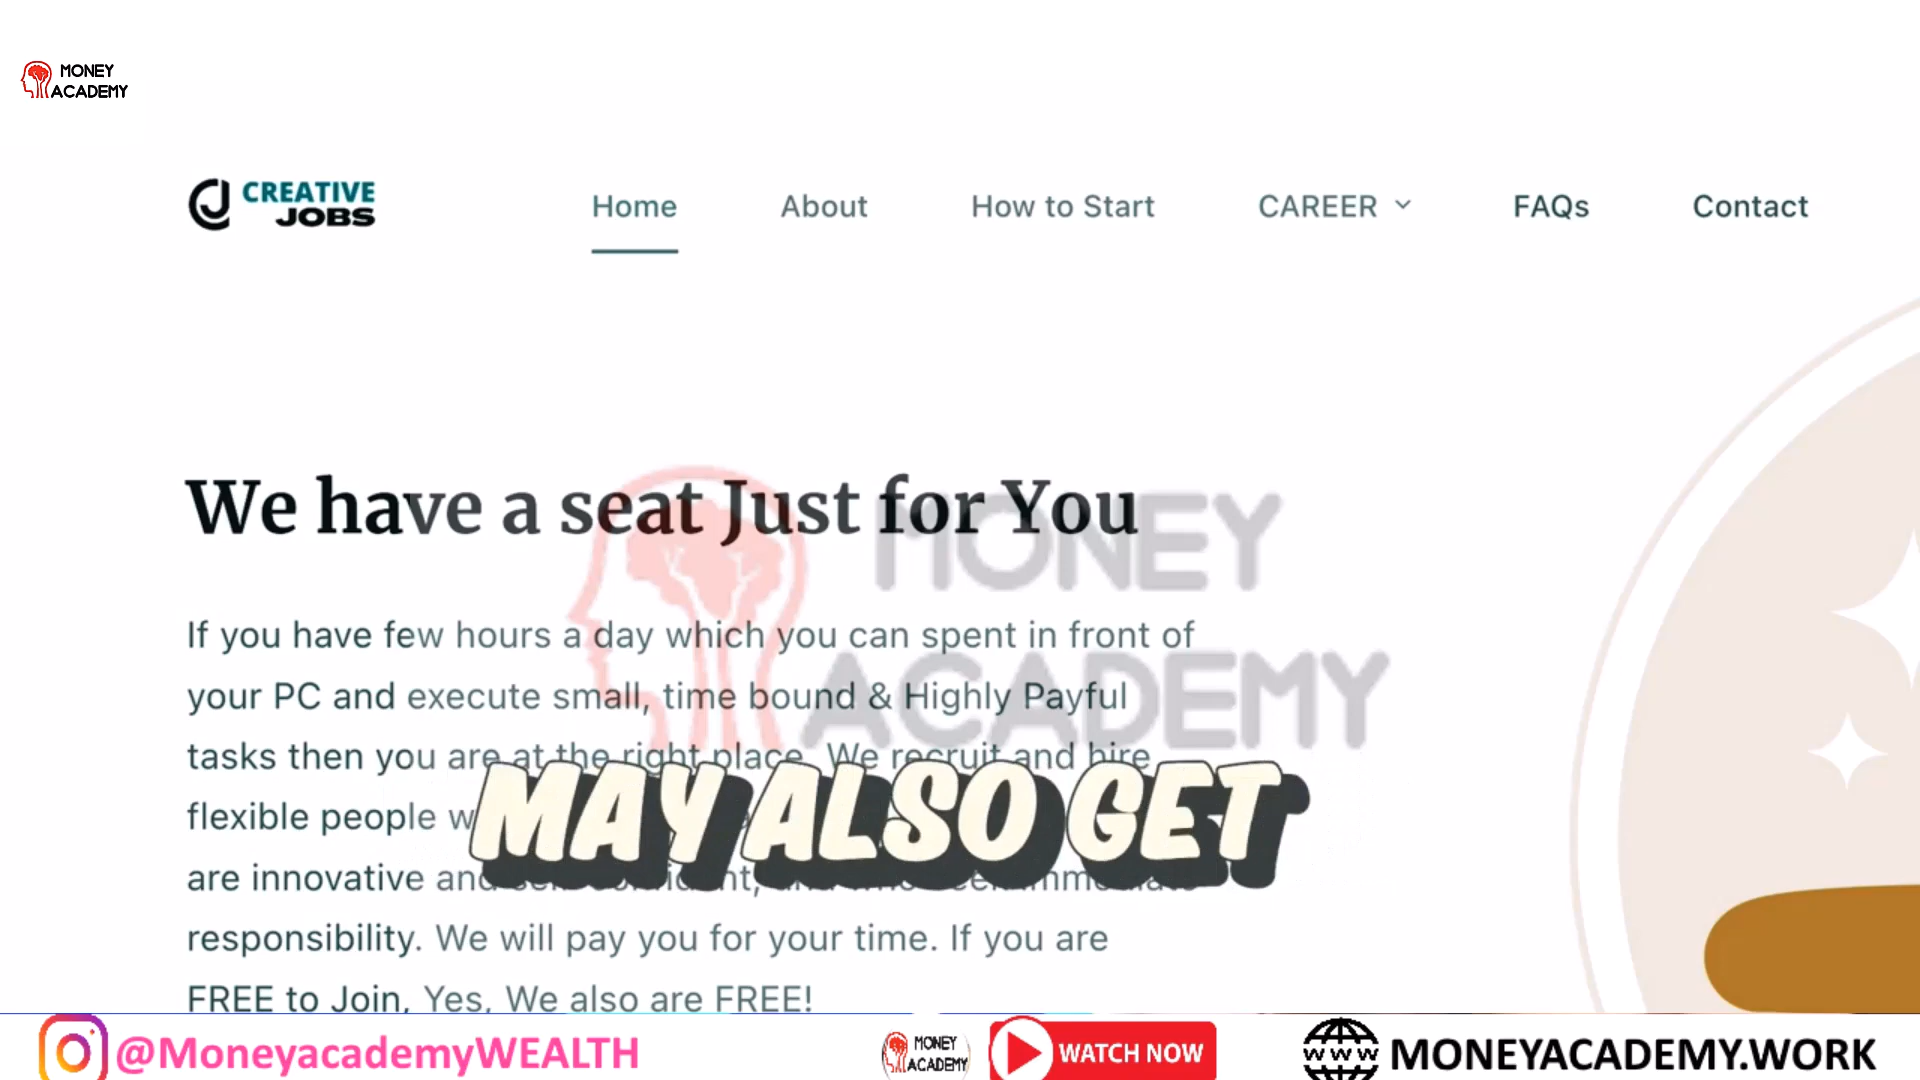 MONEY
ACADEMY
CREATIVE
JOBS
Home About How to Start CAREER FAQs Contact
We have a seat Just for You
MONEY
ACADEMY
If you have few hours a day which you can spent in front of
your PC and execute small, time bound & Highly Payful
tasks then you are at the right place. We recruit and hire
flexible people
MAY ALSO GET
are innovative and
responsibility. We will pay you for your time. If you are
FREE to Join, Yes, We also are FREE!
@MoneyacademyWEALTH
MONEY
ACADEMY
WATCH NOW
WWW
MONEYACADEMY.WORK